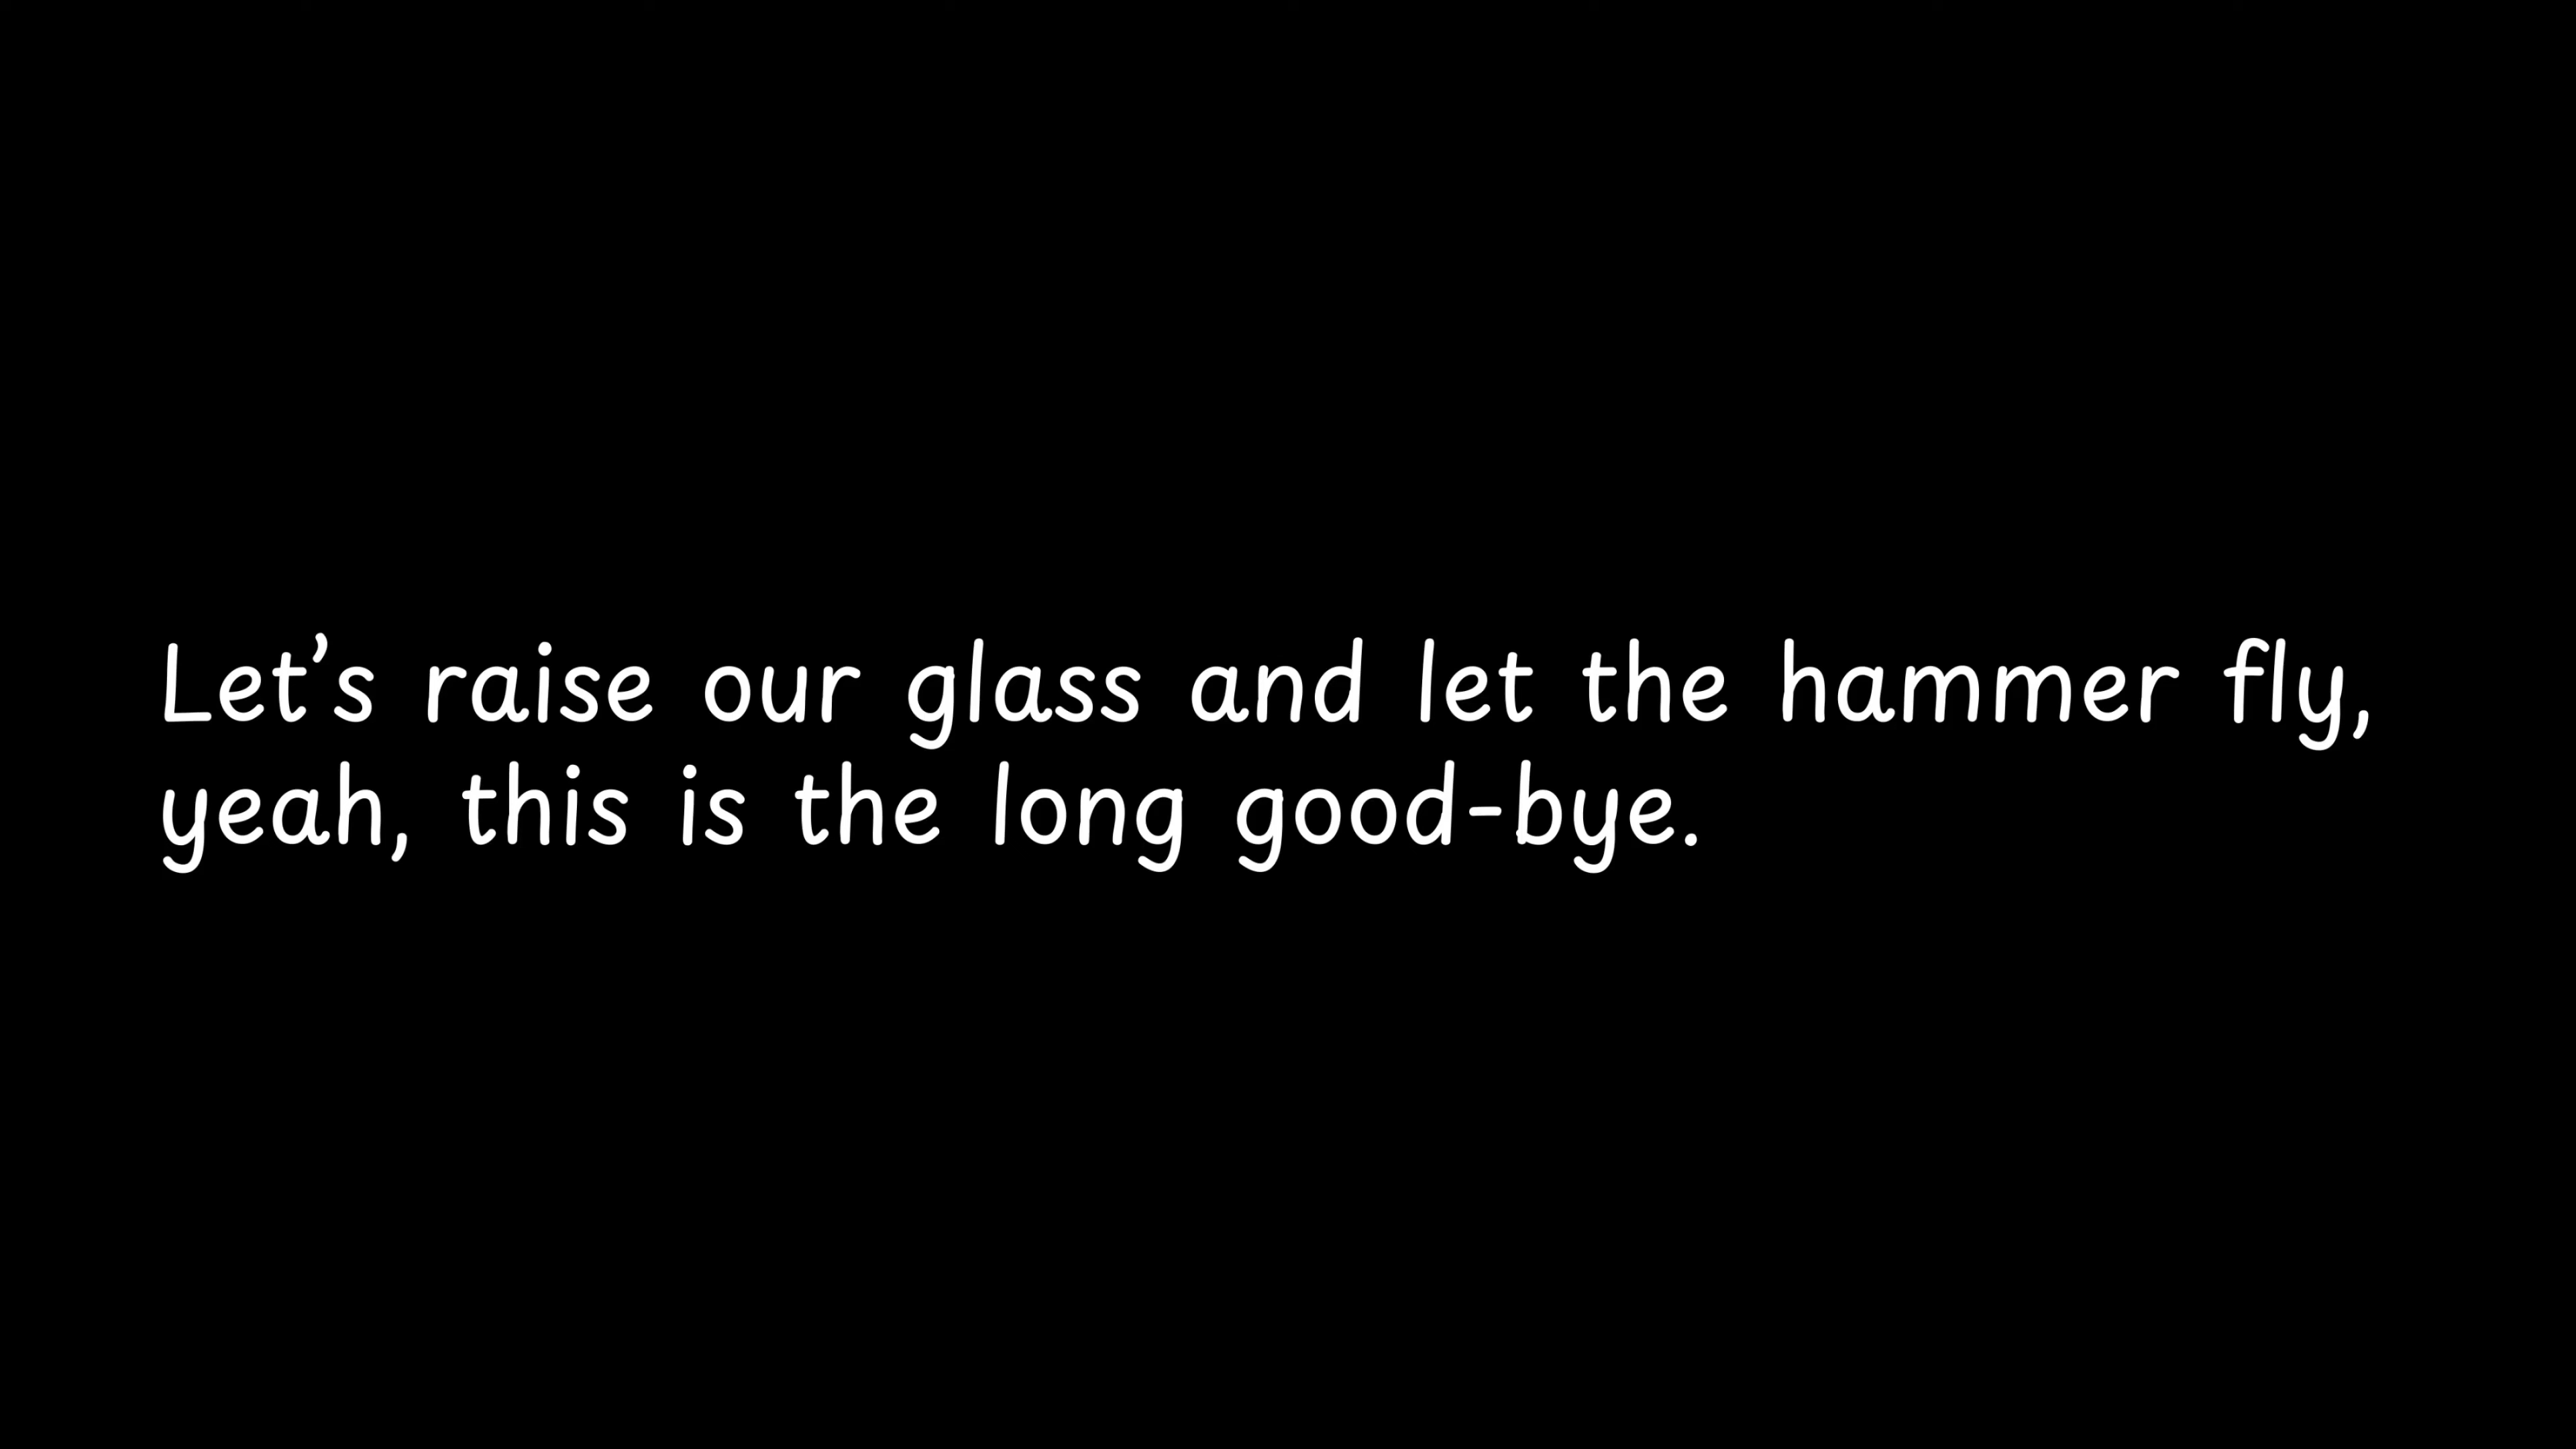 Let’s raise our glass and let the hammer fly,
yeah, this is the long good-bye.